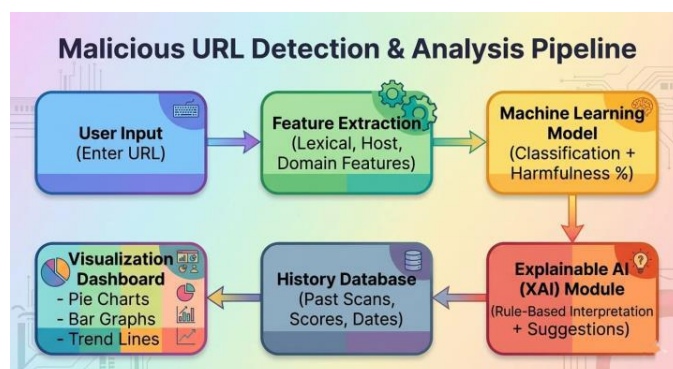 Malicious URL Detection & Analysis Pipeline
User Input
(Enter URL)
Feature Extraction
(Lexical, Host,
Domain Features)
Machine Learning
Model
(Classification +
Harmfulness %)
Visualization
Dashboard
- Pie Charts
- Bar Graphs
- Trend Lines
History Database
(Past Scans,
Scores, Dates)
Explainable AI
(XAI) Module
(Rule-Based Interpretation
+ Suggestions)